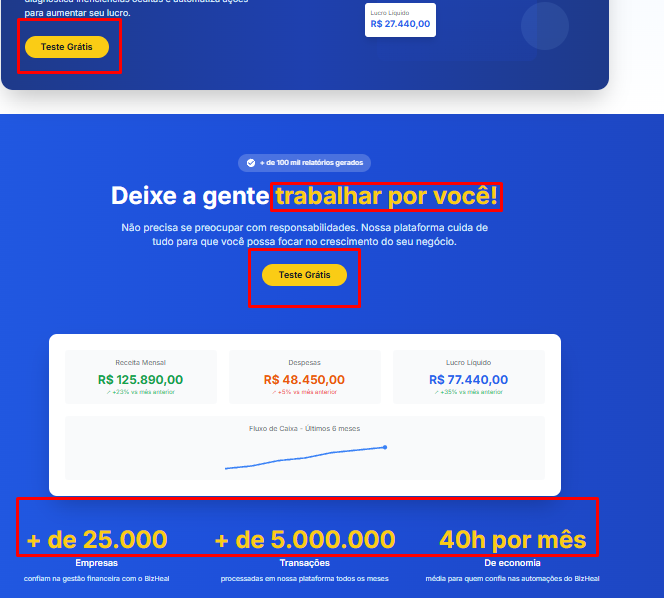 para aumentar seu lucro.
Teste Grátis
Lucro Líquido
R$ 27.440,00
+ de 100 mil relatórios gerados
Deixe a gente trabalhar por você!
Não precisa se preocupar com responsabilidades. Nossa plataforma cuida de
tudo para que você possa focar no crescimento do seu negócio.
Teste Grátis
Receita Mensal
R$ 125.890,00
+23% vs mês anterior
Despesas
R$ 48.450,00
+5% vs mês anterior
Lucro Líquido
R$ 77.440,00
+35% vs mês anterior
Fluxo de Caixa - Últimos 6 meses
+ de 25.000
+ de 5.000.000
40h por mês
Empresas
Transações
De economia
confiam na gestão financeira com o BizHeal
processadas em nossa plataforma todos os meses
média para quem confia nas automações do BizHeal